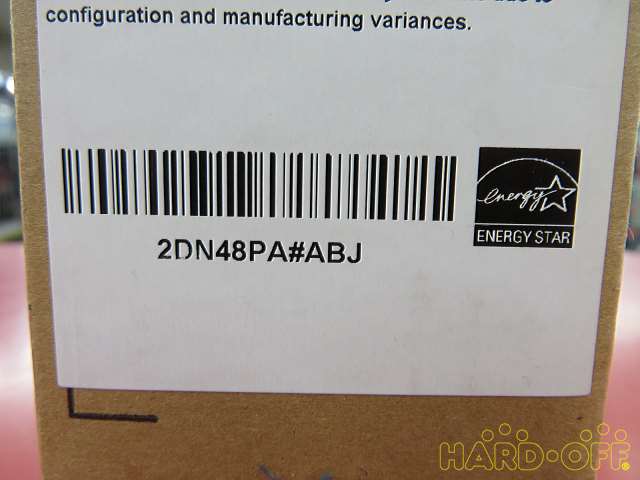 configuration and manufacturing variances.
energy
2DN48PA#ABJ
ENERGY STAR
HARD-OFF